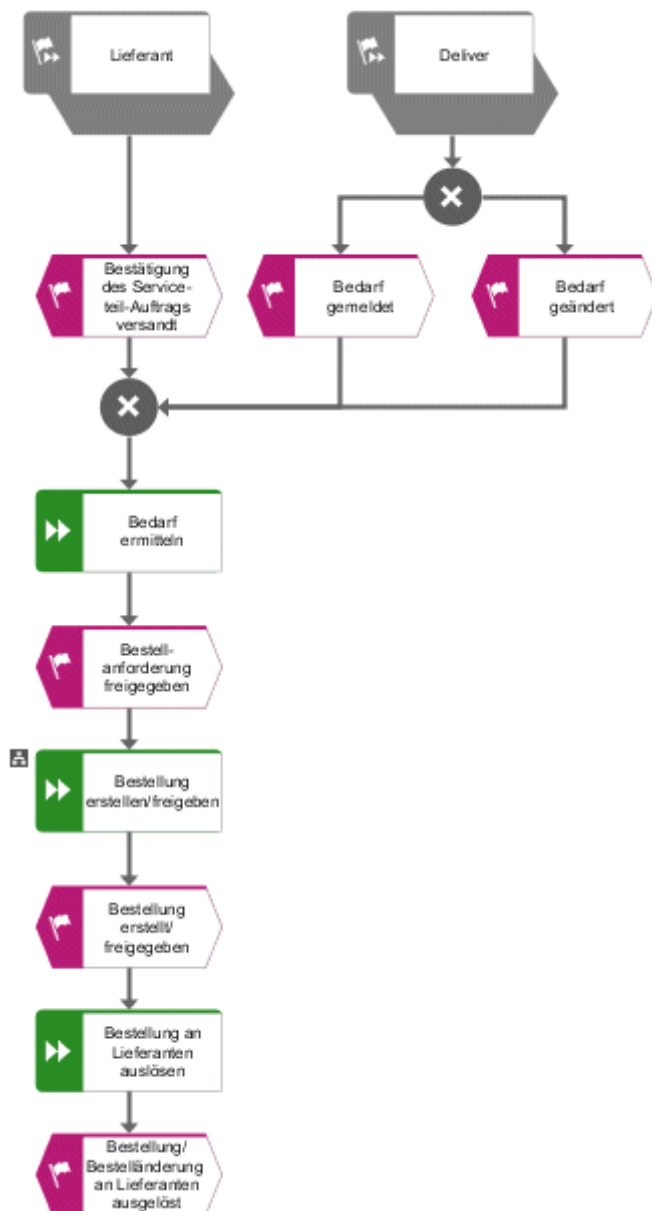 Lieferant
Deliver
Bestätigung
des Service-
teil-Auftrags
versandt
Bedarf
gemeldet
Bedarf
geändert
Bedarf
ermitteln
Bestell-
anforderung
freigegeben
Bestellung
erstellen/freigeben
Bestellung
erstellt/
freigegeben
Bestellung an
Lieferanten
auslösen
Bestellung/
Bestelländerung
an Lieferanten
ausgelöst